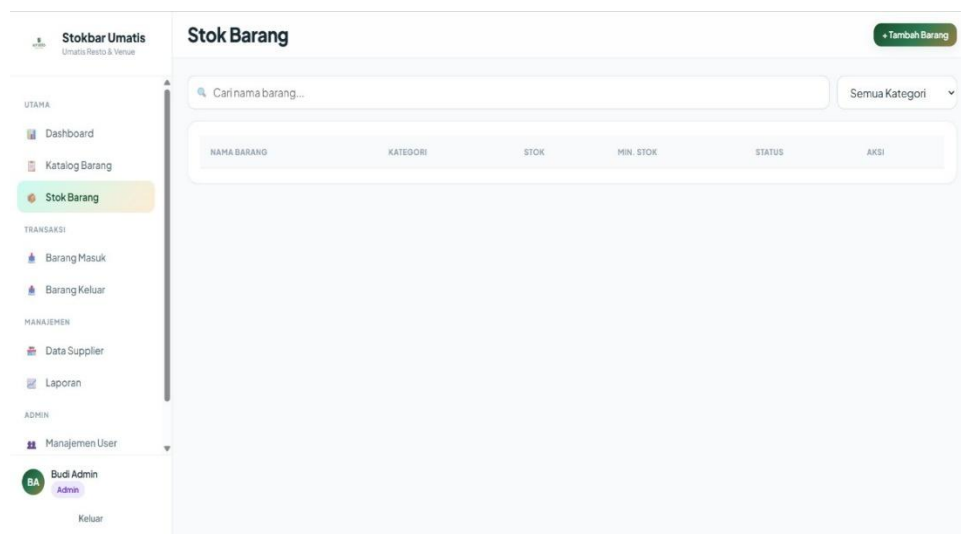 Stokbar Umatis
Umatis Resto & Venue
UTAMA
Dashboard
Katalog Barang
Stok Barang
TRANSAKSI
Barang Masuk
Barang Keluar
MANAJEMEN
Data Supplier
Laporan
ADMIN
Manajemen User
BA
Budi Admin
Admin
Keluar
Stok Barang
+ Tambah Barang
Cari nama barang...
Semua Kategori
NAMA BARANG KATEGORI STOK MIN. STOK STATUS AKSI